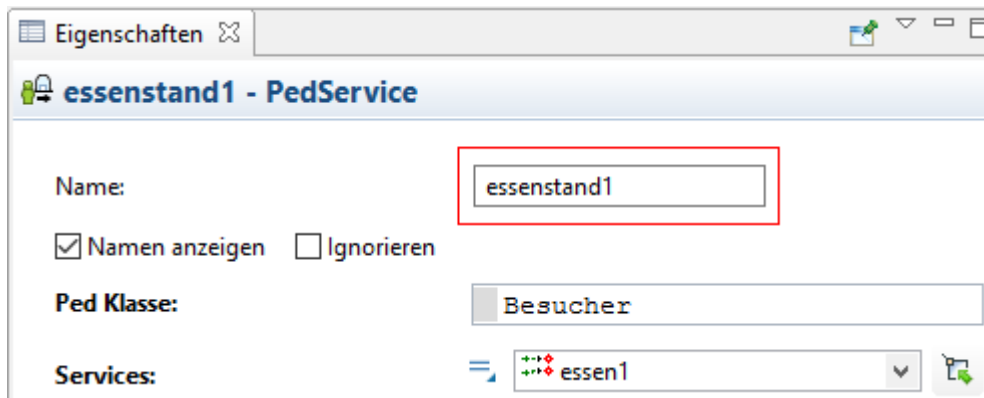 Eigenschaften
essenstand1 - PedService
Name: essenstand1
Namen anzeigen Ignorieren
Ped Klasse: Besucher
Services: essen1